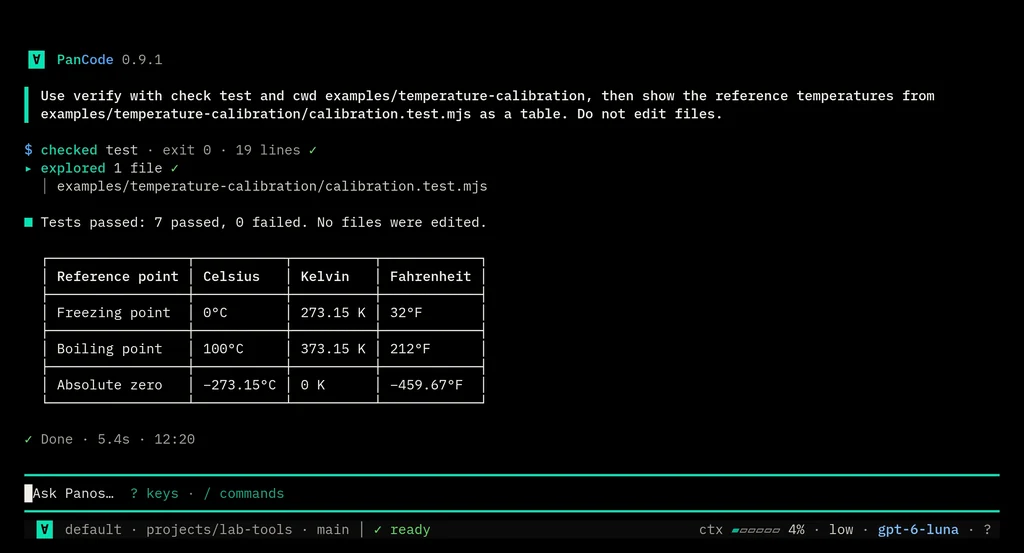 ∀ PanCode 0.9.1
Use verify with check test and cwd examples/temperature-calibration, then show the reference temperatures from
examples/temperature-calibration/calibration.test.mjs as a table. Do not edit files.
$ checked test · exit 0 · 19 lines ✓
▸ explored 1 file ✓
│ examples/temperature-calibration/calibration.test.mjs
■ Tests passed: 7 passed, 0 failed. No files were edited.
Reference point │ Celsius │ Kelvin │ Fahrenheit
Freezing point │ 0°C │ 273.15 K │ 32°F
Boiling point │ 100°C │ 373.15 K │ 212°F
Absolute zero │ −273.15°C │ 0 K │ −459.67°F
✓ Done · 5.4s · 12:20
Ask Panos… ? keys · / commands
∀ default · projects/lab-tools · main │ ✓ ready ctx ▰▱▱▱▱▱ 4% · low · gpt-6-luna · ?